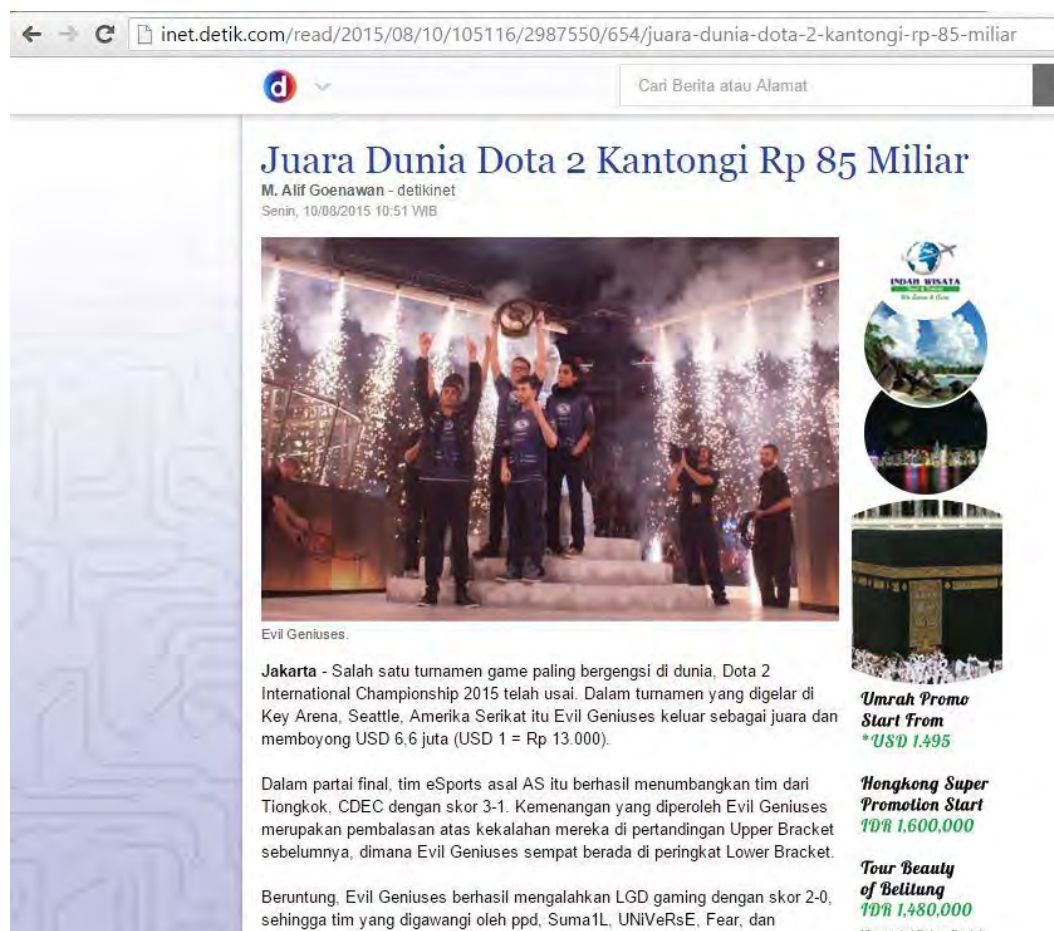 inet.detik.com/read/2015/08/10/105116/2987550/654/juara-dunia-dota-2-kantongi-rp-85-miliar
d
Cari Berita atau Alamat
Juara Dunia Dota 2 Kantongi Rp 85 Miliar
M. Alif Goenawan - detikinet
Senin, 10/08/2015 10:51 WIB
Evil Geniuses.
Jakarta - Salah satu turnamen game paling bergengsi di dunia, Dota 2
International Championship 2015 telah usai. Dalam turnamen yang digelar di
Key Arena, Seattle, Amerika Serikat itu Evil Geniuses keluar sebagai juara dan
memboyong USD 6,6 juta (USD 1 = Rp 13.000).
Dalam partai final, tim eSports asal AS itu berhasil menumbangkan tim dari
Tiongkok, CDEC dengan skor 3-1. Kemenangan yang diperoleh Evil Geniuses
merupakan pembalasan atas kekalahan mereka di pertandingan Upper Bracket
sebelumnya, dimana Evil Geniuses sempat berada di peringkat Lower Bracket.
Beruntung, Evil Geniuses berhasil mengalahkan LGD gaming dengan skor 2-0,
sehingga tim yang digawangi oleh ppd, Suma1L, UNiVeRsE, Fear, dan
INDAH WISATA
Umrah Promo
Start From
*USD 1.495
Hongkong Super
Promotion Start
IDR 1,600,000
Tour Beauty
of Belitung
IDR 1,480,000